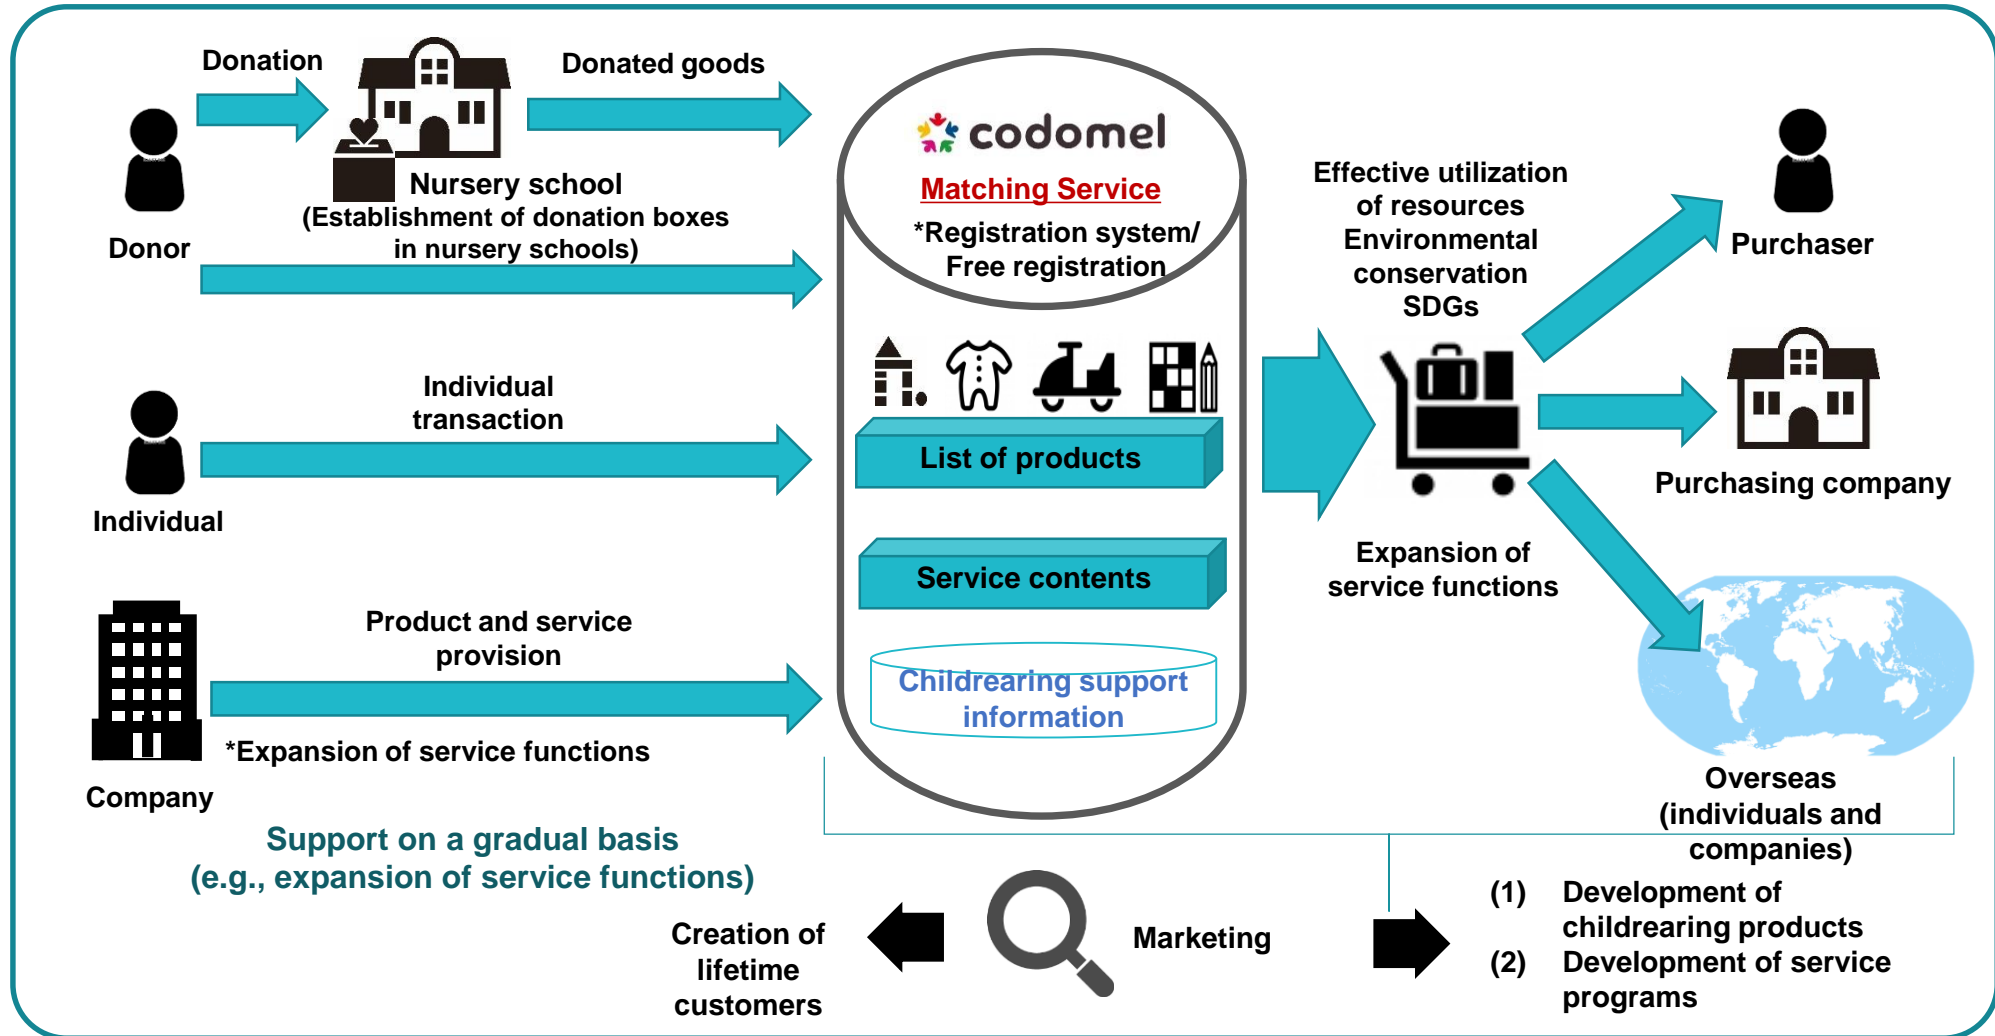 Donation
Donated goods
Nursery school
(Establishment of donation boxes
in nursery schools)
Donor
Individual
transaction
Individual
Product and service
provision
*Expansion of service functions
Company
Support on a gradual basis
(e.g., expansion of service functions)
codomel
Matching Service
*Registration system/
Free registration
List of products
Service contents
Childrearing support
information
Effective utilization
of resources
Environmental
conservation
SDGs
Expansion of
service functions
Purchaser
Purchasing company
Overseas
(individuals and
companies)
Creation of
lifetime
customers
Marketing
(1) Development of
childrearing products
(2) Development of service
programs